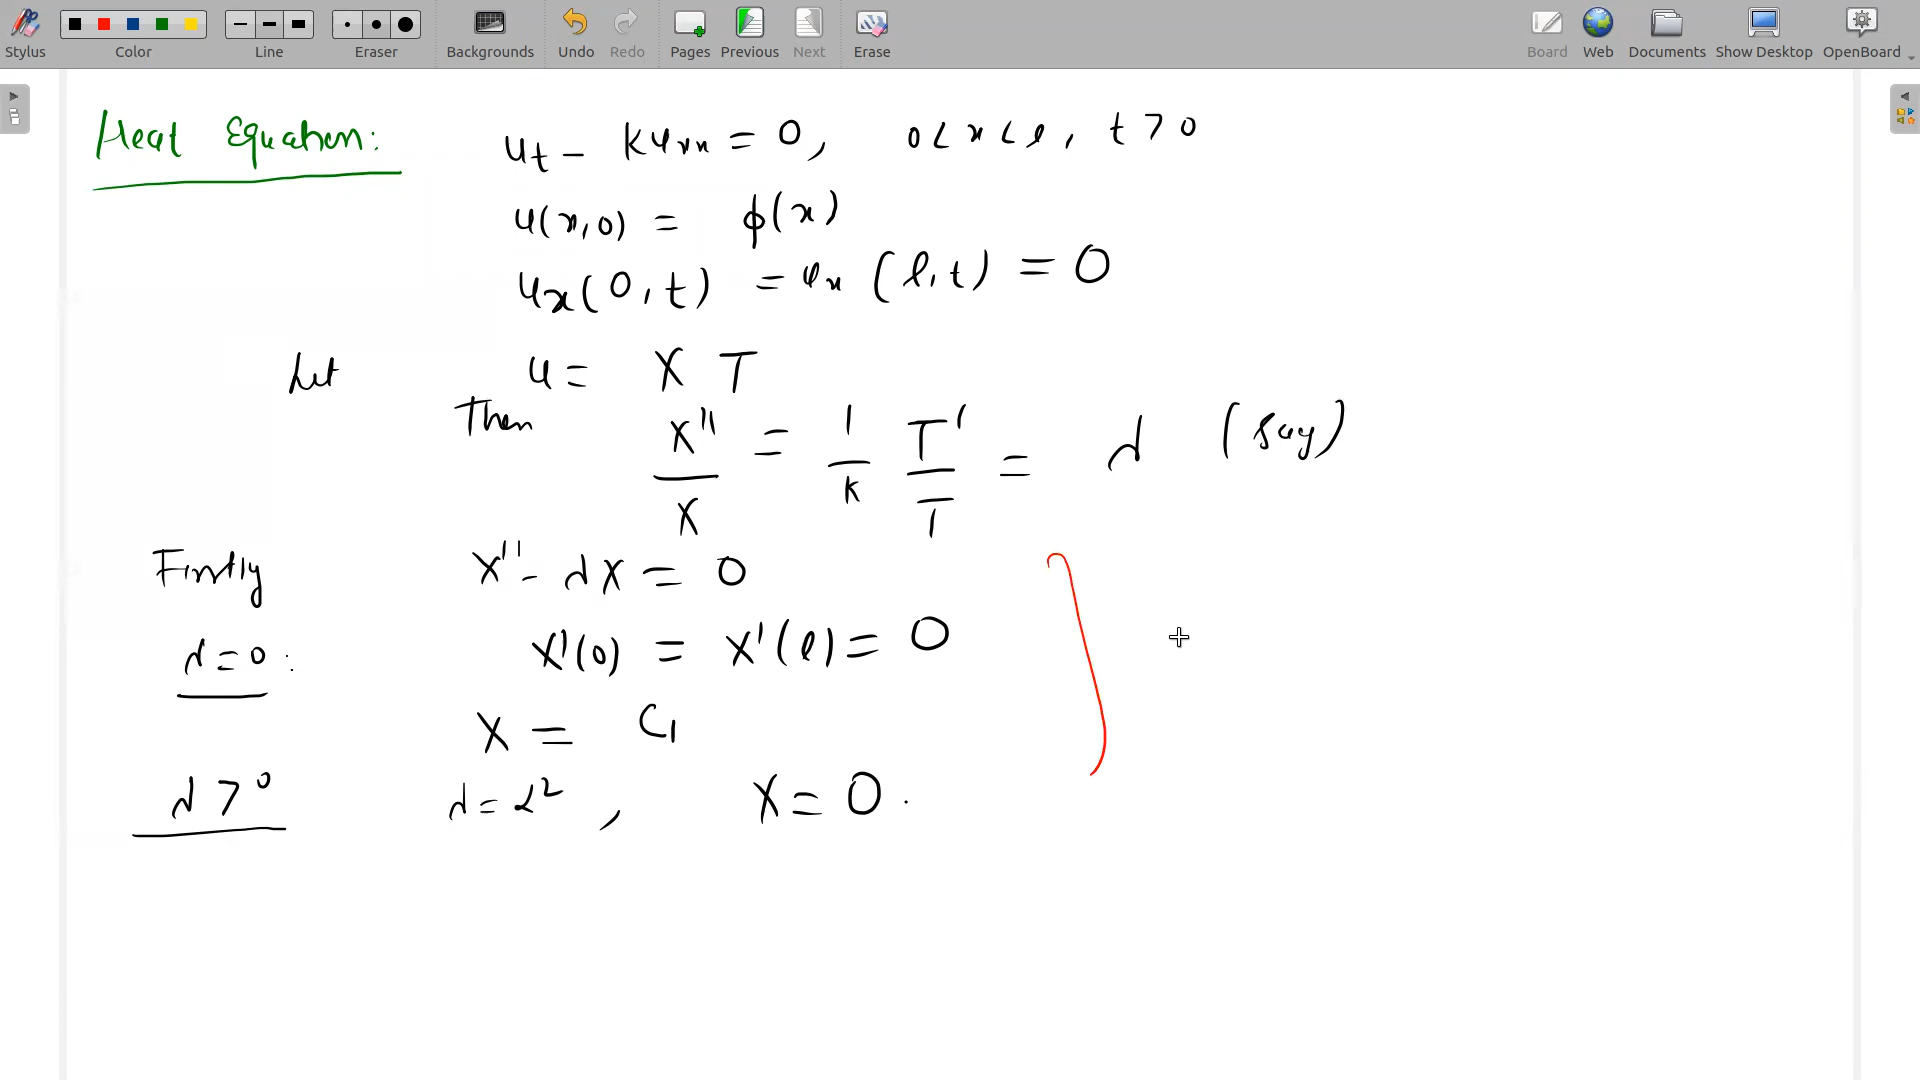 Stylus Color Line Eraser Backgrounds Undo Redo Pages Previous Next Erase Board Web Documents Show Desktop OpenBoard
Heat Equation: u_t - k u_xx = 0, 0 < x < l, t > 0
u(x,0) = φ(x)
u_x(0,t) = u_x(l,t) = 0
Let u = X T
Then X''/X = 1/k T'/T = λ (say)
Firstly X'' - λX = 0
λ = 0: X'(0) = X'(l) = 0
X = C_1
λ > 0 λ = α², X = 0.